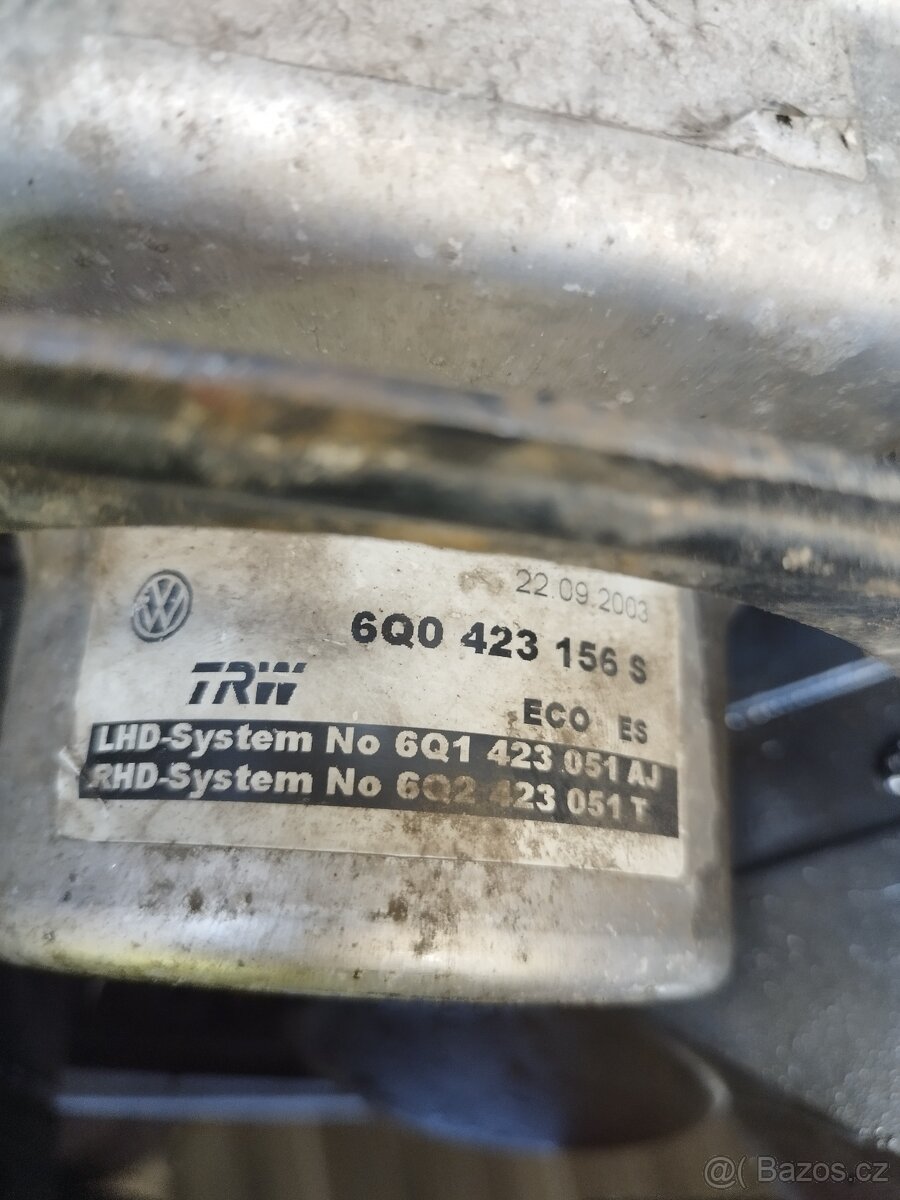 22.09.2003
6Q0 423 156 S
TRW
ECO ES
LHD-System No 6Q1 423 051 AJ
RHD-System No 6Q2 423 051 T
@( Bazoš.cz